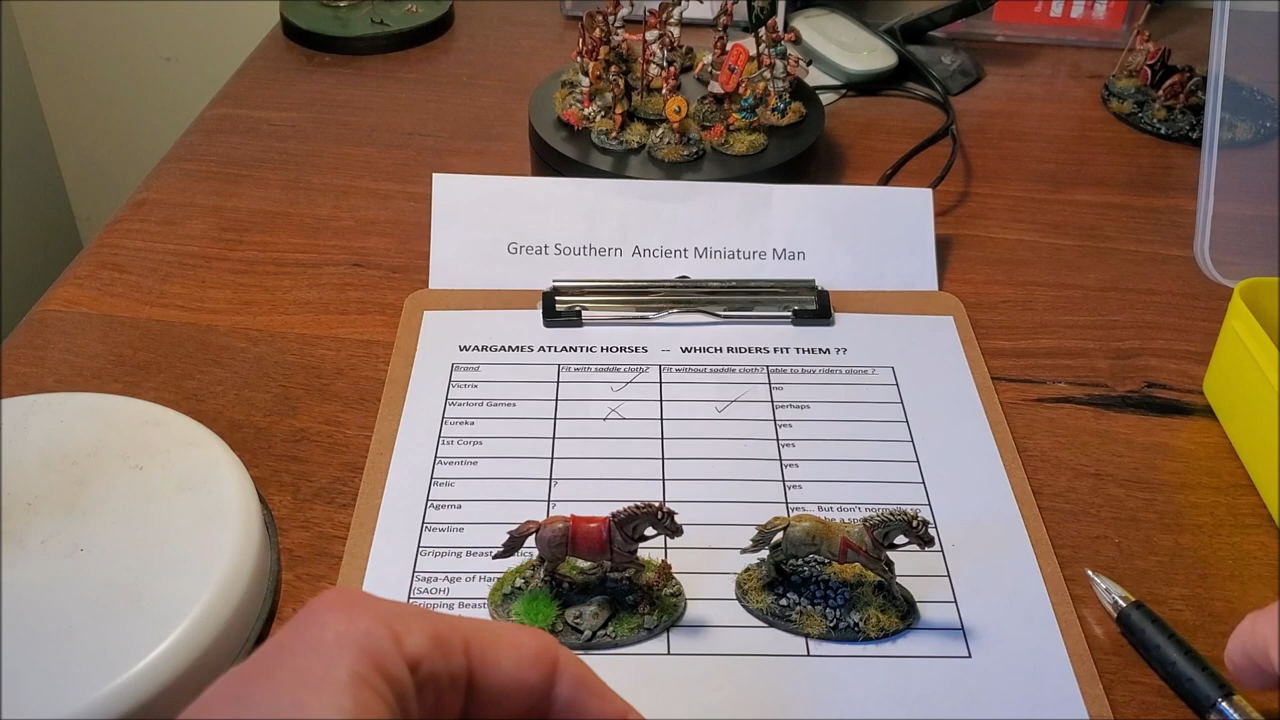 Great Southern Ancient Miniature Man
WARGAMES ATLANTIC HORSES -- WHICH RIDERS FIT THEM ??
Brand Fit with saddle cloth? Fit without saddle cloth? able to buy riders alone ?
Victrix ✓ no
Warlord Games X ✓ perhaps
Eureka yes
1st Corps yes
Aventine yes
Relic ? yes
Agema ? yes... But don't normally so
Newline
Gripping Beast
Saga-Age of
(SAOH)
Gripping Beast